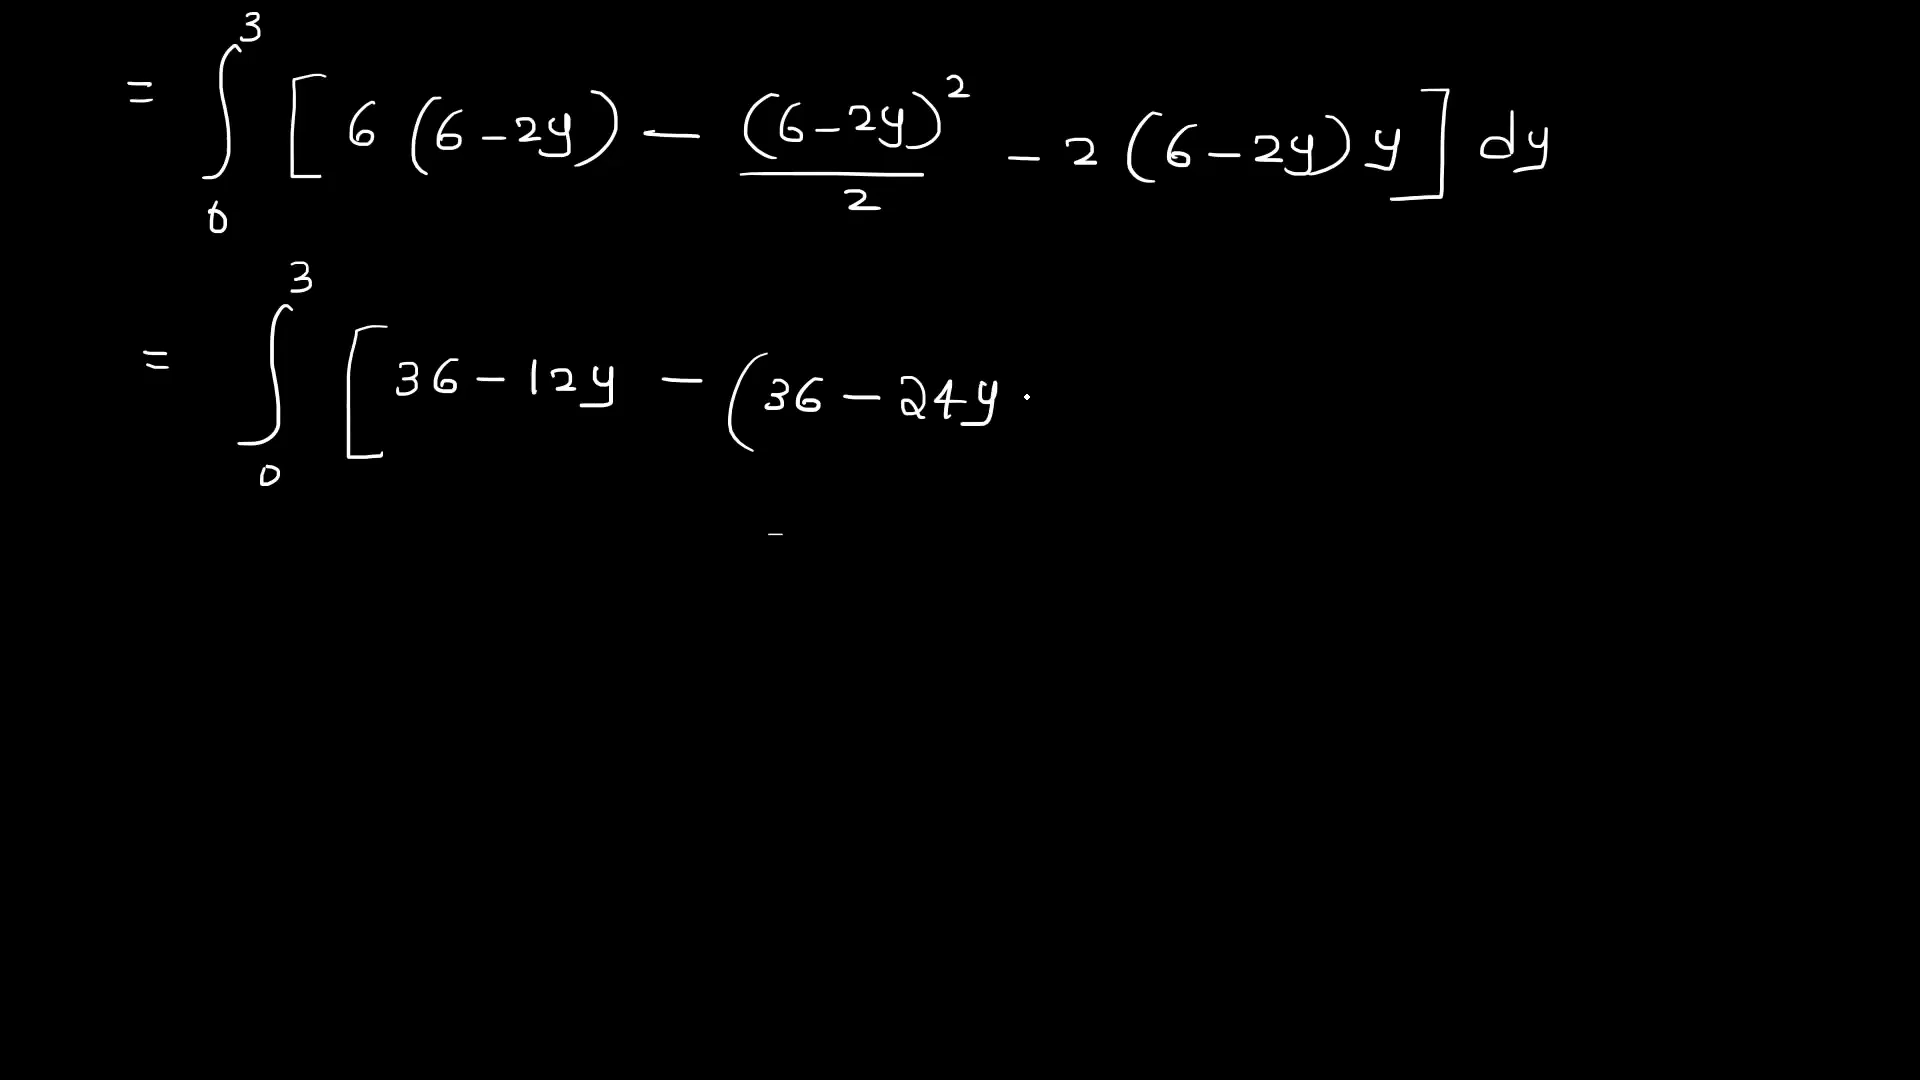 = ∫₀³ [ 6 (6 - 2y) - (6 - 2y)² / 2 - 2 (6 - 2y) y ] dy
= ∫₀³ [ 36 - 12y - (36 - 24y